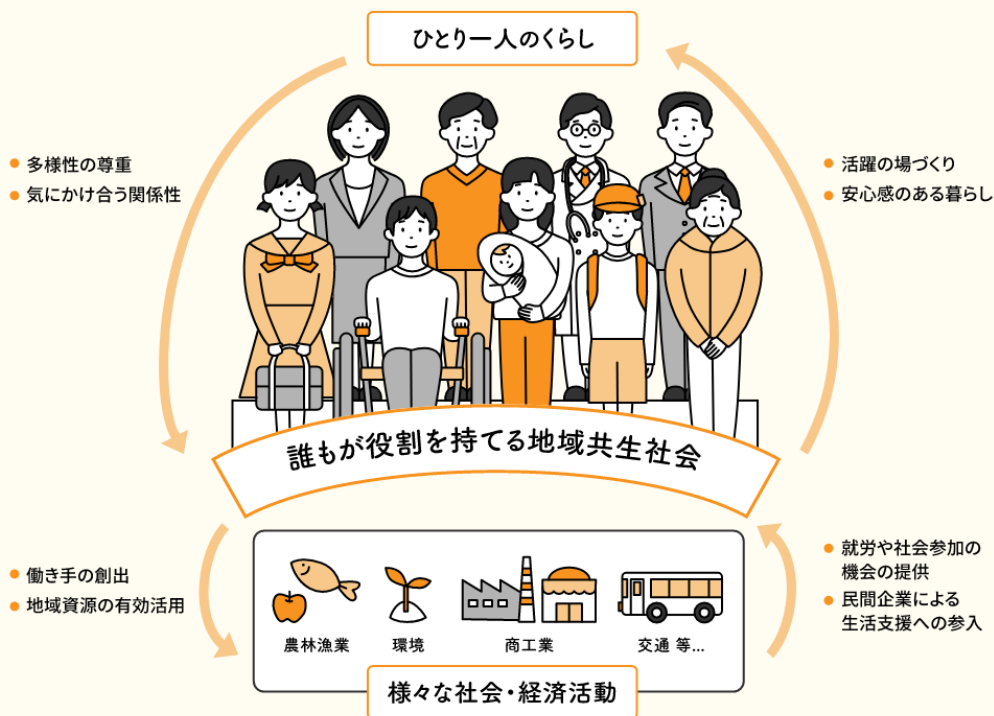 ひとり一人のくらし
● 多様性の尊重
● 気にかけ合う関係性
● 活躍の場づくり
● 安心感のある暮らし
誰もが役割を持てる地域共生社会
● 働き手の創出
● 地域資源の有効活用
● 就労や社会参加の
機会の提供
● 民間企業による
生活支援への参入
農林漁業
環境
商工業
交通 等...
様々な社会・経済活動